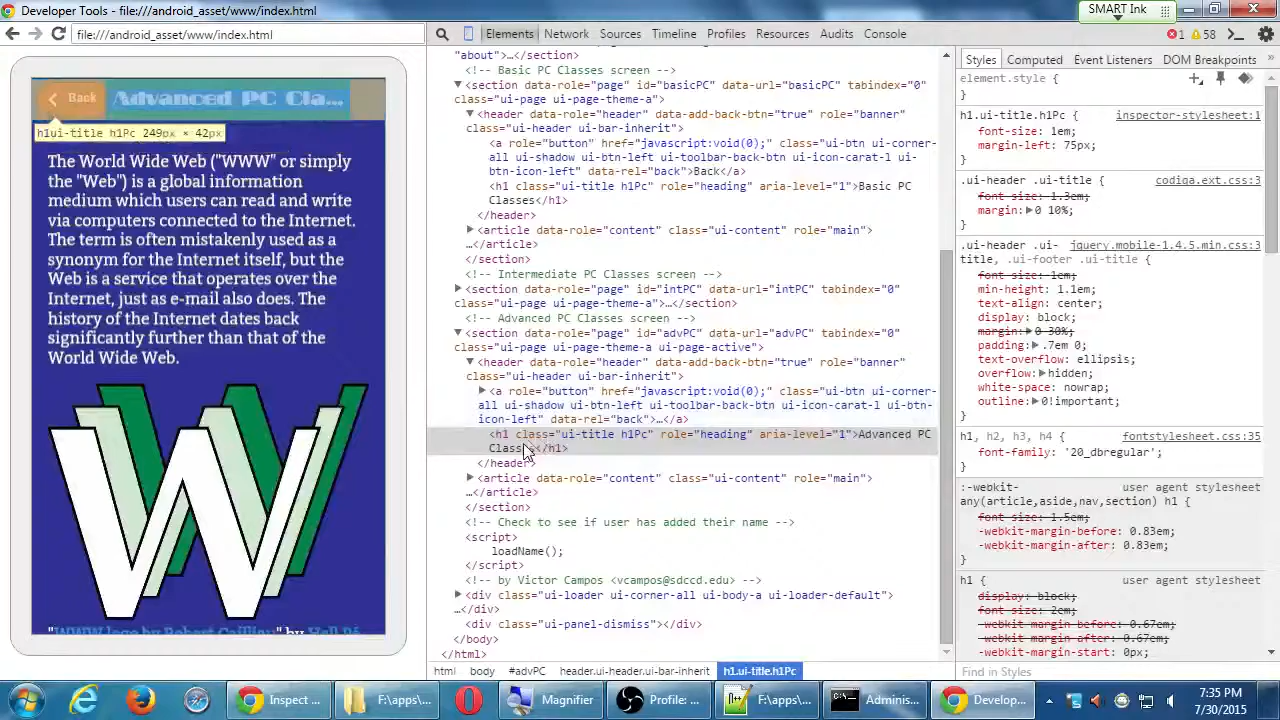 Developer Tools - file:///android_asset/www/index.html
SMART Ink
file:///android_asset/www/index.html
Elements Network Sources Timeline Profiles Resources Audits Console
1 58
Back
Advanced PC Cla...
h1ui-title h1Pc 249px × 42px
The World Wide Web ("WWW" or simply
the "Web") is a global information
medium which users can read and write
via computers connected to the Internet.
The term is often mistakenly used as a
synonym for the Internet itself, but the
Web is a service that operates over the
Internet, just as e-mail also does. The
history of the Internet dates back
significantly further than that of the
World Wide Web.
"WWW logo by Robert Cailliau" by
"about">…</section>
<!-- Basic PC Classes screen -->
<section data-role="page" id="basicPC" data-url="basicPC" tabindex="0"
class="ui-page ui-page-theme-a">
<header data-role="header" data-add-back-btn="true" role="banner"
class="ui-header ui-bar-inherit">
<a role="button" href="javascript:void(0);" class="ui-btn ui-corner-
all ui-shadow ui-btn-left ui-toolbar-back-btn ui-icon-carat-l ui-
btn-icon-left" data-rel="back">Back</a>
<h1 class="ui-title h1Pc" role="heading" aria-level="1">Basic PC
Classes</h1>
</header>
<article data-role="content" class="ui-content" role="main">
…</article>
</section>
<!-- Intermediate PC Classes screen -->
<section data-role="page" id="intPC" data-url="intPC" tabindex="0"
class="ui-page ui-page-theme-a">…</section>
<!-- Advanced PC Classes screen -->
<section data-role="page" id="advPC" data-url="advPC" tabindex="0"
class="ui-page ui-page-theme-a ui-page-active">
<header data-role="header" data-add-back-btn="true" role="banner"
class="ui-header ui-bar-inherit">
<a role="button" href="javascript:void(0);" class="ui-btn ui-corner-
all ui-shadow ui-btn-left ui-toolbar-back-btn ui-icon-carat-l ui-btn-
icon-left" data-rel="back">…</a>
<h1 class="ui-title h1Pc" role="heading" aria-level="1">Advanced PC
Classes</h1>
</header>
<article data-role="content" class="ui-content" role="main">
…</article>
</section>
<!-- Check to see if user has added their name -->
<script>
loadName();
</script>
<!-- by Victor Campos <vcampos@sdccd.edu> -->
<div class="ui-loader ui-corner-all ui-body-a ui-loader-default">
…</div>
<div class="ui-panel-dismiss"></div>
</body>
</html>
html body #advPC header.ui-header.ui-bar-inherit h1.ui-title.h1Pc
Styles Computed Event Listeners DOM Breakpoints »
element.style {
}
h1.ui-title.h1Pc { inspector-stylesheet:1
font-size: 1em;
margin-left: 75px;
}
.ui-header .ui-title { codiqa.ext.css:3
font-size: 1.3em;
margin: 0 10%;
}
.ui-header .ui- jquery.mobile-1.4.5.min.css:3
title, .ui-footer .ui-title {
font-size: 1em;
min-height: 1.1em;
text-align: center;
display: block;
margin: 0 30%;
padding: .7em 0;
text-overflow: ellipsis;
overflow: hidden;
white-space: nowrap;
outline: 0!important;
}
h1, h2, h3, h4 { fontstylesheet.css:35
font-family: '20_dbregular';
}
:-webkit- user agent stylesheet
any(article,aside,nav,section) h1 {
font-size: 1.5em;
-webkit-margin-before: 0.83em;
-webkit-margin-after: 0.83em;
}
h1 { user agent stylesheet
display: block;
font-size: 2em;
-webkit-margin-before: 0.67em;
-webkit-margin-after: 0.67em;
-webkit-margin-start: 0px;
Find in Styles
Inspect ... F:\apps\... Magnifier Profile: ... F:\apps\... Adminis... Develop...
7:35 PM
7/30/2015